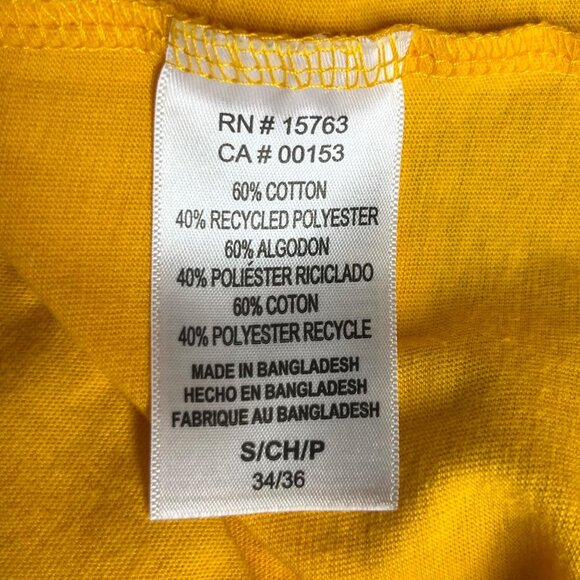 RN # 15763
CA # 00153
60% COTTON
40% RECYCLED POLYESTER
60% ALGODON
40% POLIÉSTER RICICLADO
60% COTON
40% POLYESTER RECYCLE
MADE IN BANGLADESH
HECHO EN BANGLADESH
FABRIQUE AU BANGLADESH
S/CH/P
34/36